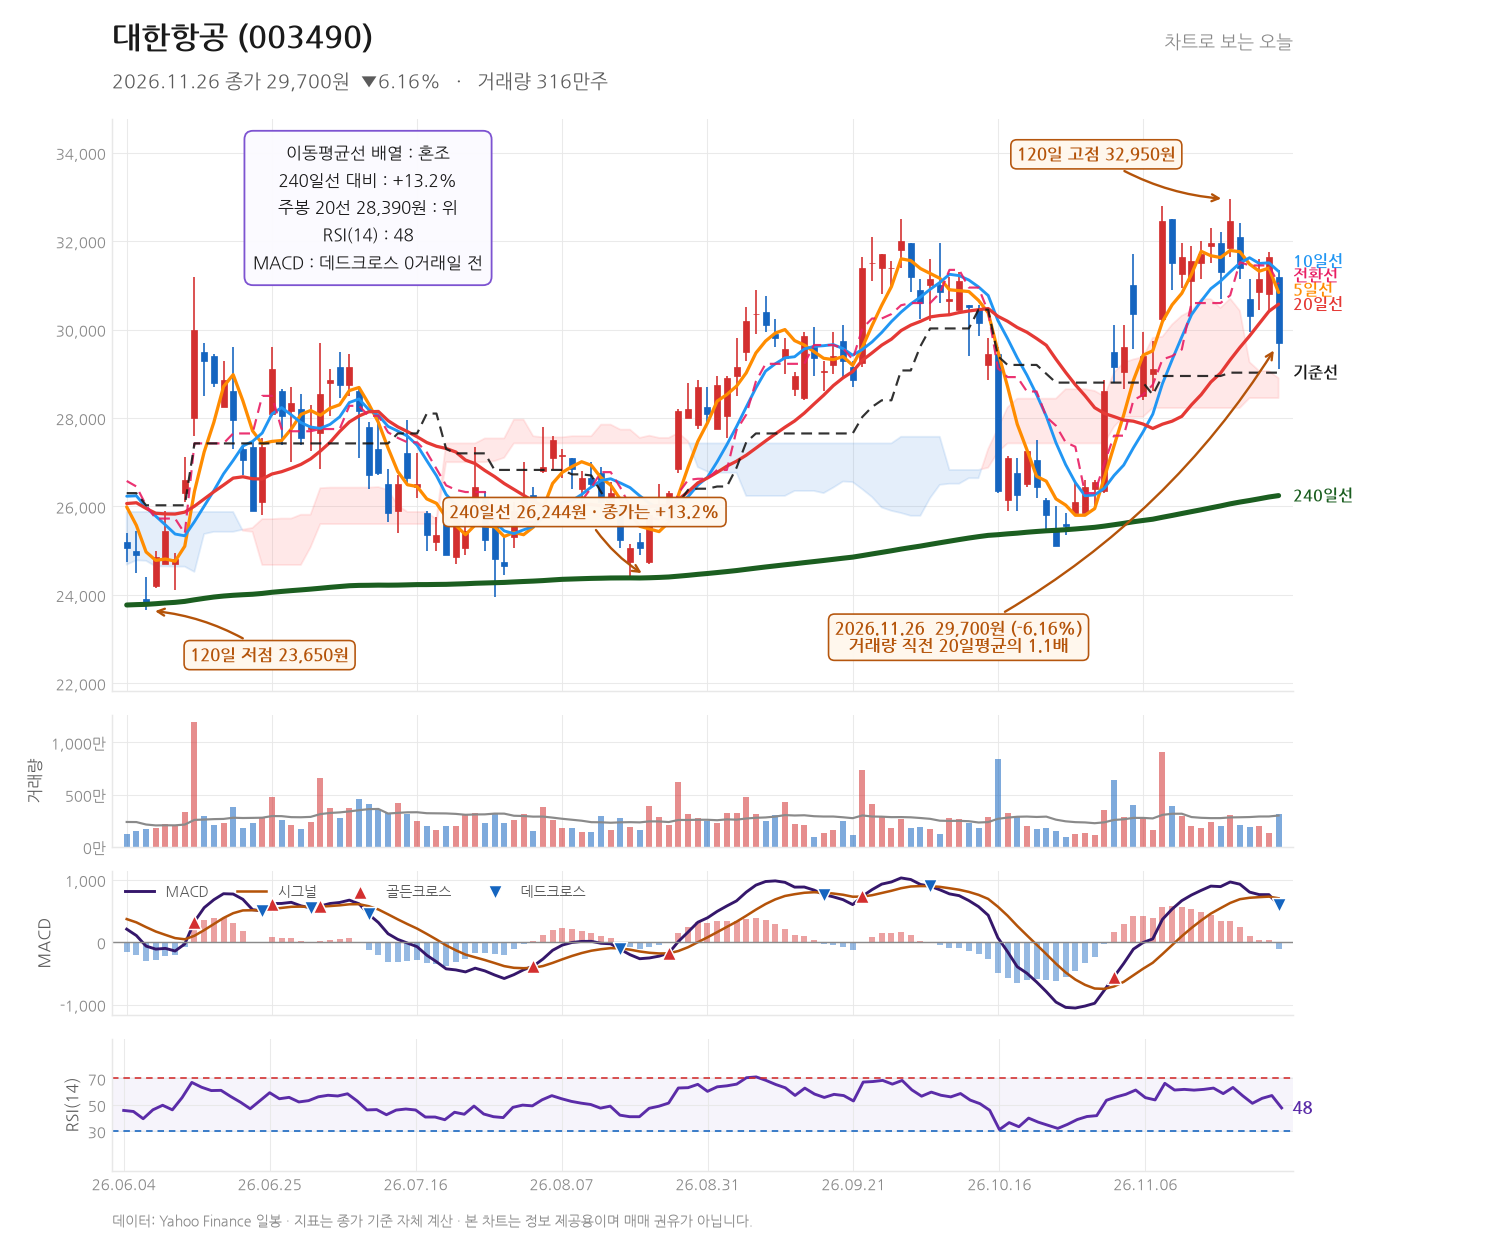 대한항공 (003490)
차트로 보는 오늘
2026.11.26 종가 29,700원 ▼6.16% · 거래량 316만주
34,000
32,000
30,000
28,000
26,000
24,000
22,000
이동평균선 배열 : 혼조
240일선 대비 : +13.2%
주봉 20선 28,390원 : 위
RSI(14) : 48
MACD : 데드크로스 0거래일 전
120일 고점 32,950원
10일선
전환선
5일선
20일선
기준선
240일선
240일선 26,244원 · 종가는 +13.2%
2026.11.26 29,700원 (-6.16%)
거래량 직전 20일평균의 1.1배
120일 저점 23,650원
거래량
1,000만
500만
0만
MACD
1,000
0
-1,000
MACD 시그널 골든크로스 데드크로스
RSI(14)
70
50
30
48
26.06.04 26.06.25 26.07.16 26.08.07 26.08.31 26.09.21 26.10.16 26.11.06
데이터: Yahoo Finance 일봉 · 지표는 종가 기준 자체 계산 · 본 차트는 정보 제공용이며 매매 권유가 아닙니다.